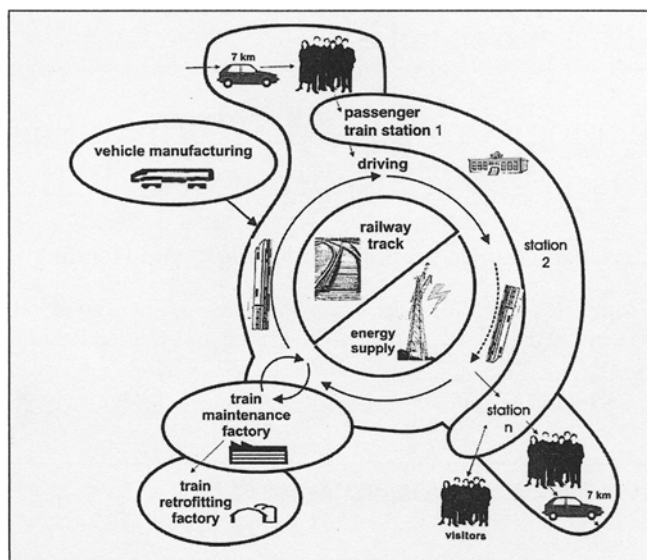 7 km
passenger
train station 1
vehicle manufacturing
driving
railway
track
station
2
energy
supply
train
maintenance
factory
station
n
train
retrofitting
factory
7 km
visitors